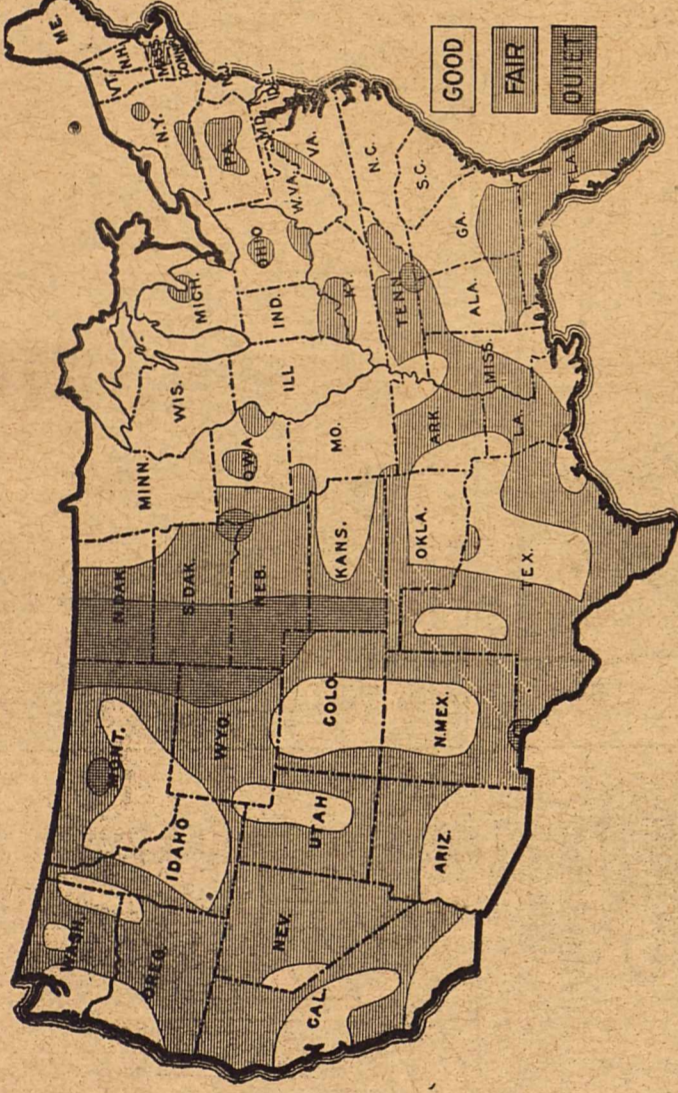 WASH.
OREG.
CAL.
NEV.
IDAHO
MONT.
WYO.
UTAH
ARIZ.
COLO.
N.MEX.
N.DAK.
S.DAK.
NEB.
KANS.
OKLA.
TEX.
MINN.
IOWA
MO.
ARK.
LA.
WIS.
ILL
MISS.
MICH.
IND.
KY.
TENN.
ALA.
OHIO
W.VA.
VA.
N.C.
S.C.
GA.
FLA.
PA.
N.Y.
MD.
DEL.
N.J.
VT.
N.H.
CONN.
ME.
GOOD
FAIR
QUIET